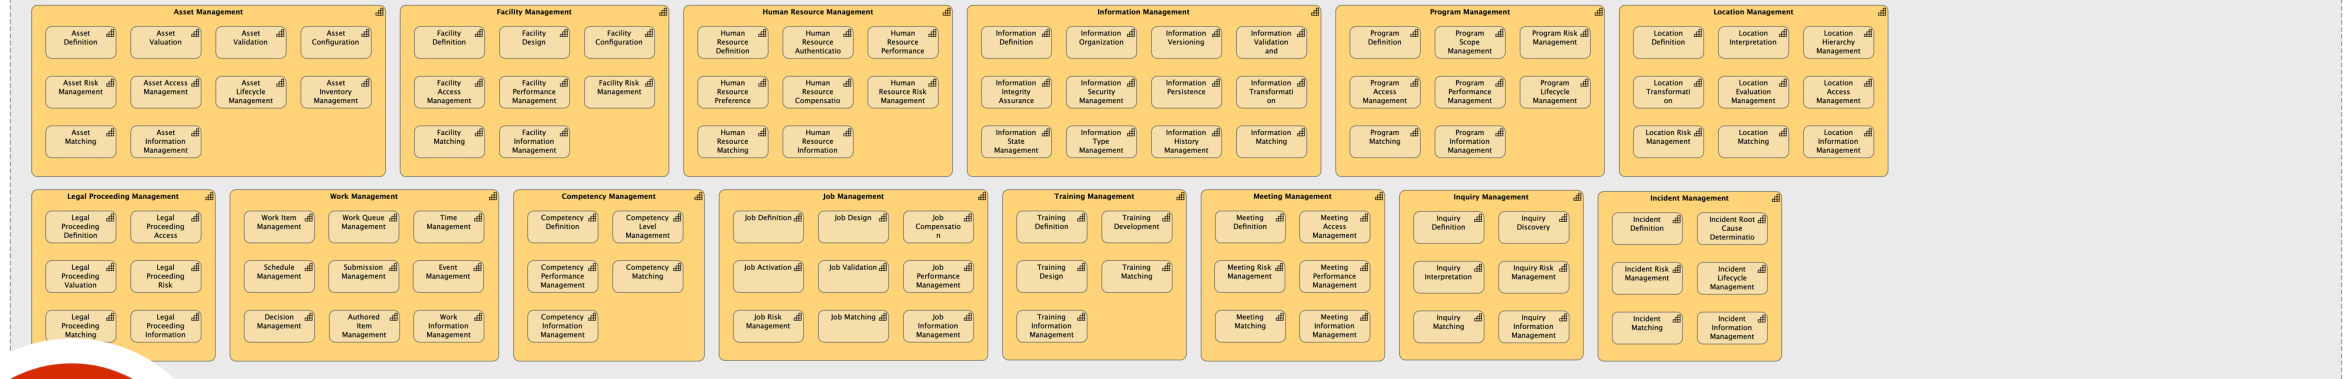 Asset Management
Asset
Definition
Asset
Valuation
Asset
Validation
Asset
Configuration
Asset Risk
Management
Asset Access
Management
Asset
Lifecycle
Management
Asset
Inventory
Management
Asset
Matching
Asset
Information
Management
Facility Management
Facility
Definition
Facility
Design
Facility
Configuration
Facility
Access
Management
Facility
Performance
Management
Facility Risk
Management
Facility
Matching
Facility
Information
Management
Human Resource Management
Human
Resource
Definition
Human
Resource
Authenticatio
Human
Resource
Performance
Human
Resource
Preference
Human
Resource
Compensatio
Human
Resource Risk
Management
Human
Resource
Matching
Human
Resource
Information
Information Management
Information
Definition
Information
Organization
Information
Versioning
Information
Validation
and
Information
Integrity
Assurance
Information
Security
Management
Information
Persistence
Information
Transformati
on
Information
State
Management
Information
Type
Management
Information
History
Management
Information
Matching
Program Management
Program
Definition
Program
Scope
Management
Program Risk
Management
Program
Access
Management
Program
Performance
Management
Program
Lifecycle
Management
Program
Matching
Program
Information
Management
Location Management
Location
Definition
Location
Interpretation
Location
Hierarchy
Management
Location
Transformati
on
Location
Evaluation
Management
Location
Access
Management
Location Risk
Management
Location
Matching
Location
Information
Management
Legal Proceeding Management
Legal
Proceeding
Definition
Legal
Proceeding
Access
Legal
Proceeding
Valuation
Legal
Proceeding
Risk
Legal
Proceeding
Matching
Legal
Proceeding
Information
Work Management
Work Item
Management
Work Queue
Management
Time
Management
Schedule
Management
Submission
Management
Event
Management
Decision
Management
Authored
Item
Management
Work
Information
Management
Competency Management
Competency
Definition
Competency
Level
Management
Competency
Performance
Management
Competency
Matching
Competency
Information
Management
Job Management
Job Definition
Job Design
Job
Compensatio
n
Job Activation
Job Validation
Job
Performance
Management
Job Risk
Management
Job Matching
Job
Information
Management
Training Management
Training
Definition
Training
Development
Training
Design
Training
Matching
Training
Information
Management
Meeting Management
Meeting
Definition
Meeting
Access
Management
Meeting Risk
Management
Meeting
Performance
Management
Meeting
Matching
Meeting
Information
Management
Inquiry Management
Inquiry
Definition
Inquiry
Discovery
Inquiry
Interpretation
Inquiry Risk
Management
Inquiry
Matching
Inquiry
Information
Management
Incident Management
Incident
Definition
Incident Root
Cause
Determinatio
Incident Risk
Management
Incident
Lifecycle
Management
Incident
Matching
Incident
Information
Management